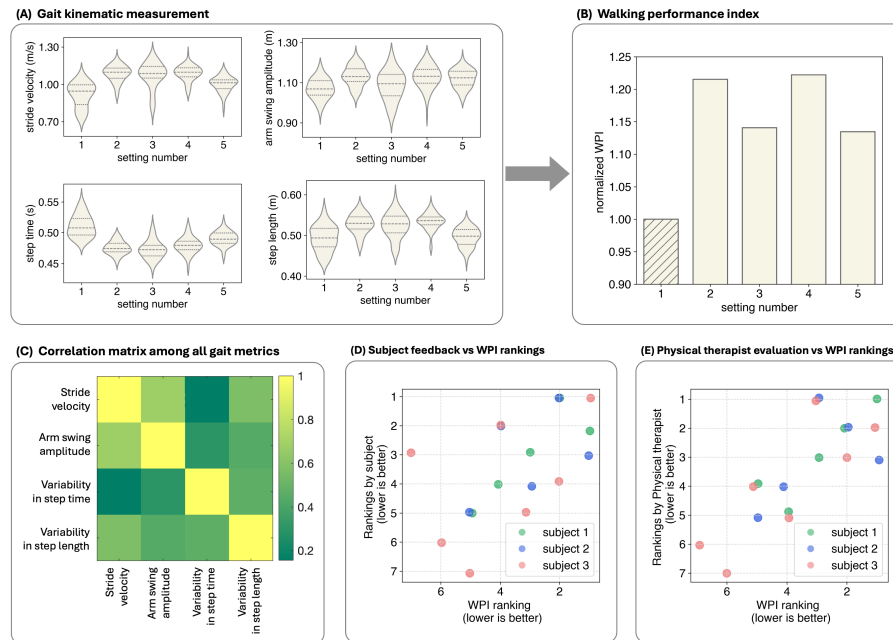 (A) Gait kinematic measurement
stride velocity (m/s)
1.30
1.00
0.70
1 2 3 4 5
setting number
arm swing amplitude (m)
1.30
1.10
0.90
1 2 3 4 5
setting number
step time (s)
0.55
0.50
0.45
1 2 3 4 5
setting number
step length (m)
0.60
0.50
0.40
1 2 3 4 5
setting number
(B) Walking performance index
normalized WPI
1.25
1.20
1.15
1.10
1.05
1.00
0.95
0.90
1 2 3 4 5
setting number
(C) Correlation matrix among all gait metrics
Stride
velocity
Arm swing
amplitude
Variability
in step time
Variability
in step length
Stride
velocity
Arm swing
amplitude
Variability
in step time
Variability
in step length
1
0.8
0.6
0.4
0.2
(D) Subject feedback vs WPI rankings
Rankings by subject
(lower is better)
1
2
3
4
5
6
7
subject 1
subject 2
subject 3
6 4 2
WPI ranking
(lower is better)
(E) Physical therapist evaluation vs WPI rankings
Rankings by Physical therapist
(lower is better)
1
2
3
4
5
6
7
subject 1
subject 2
subject 3
6 4 2
WPI ranking
(lower is better)